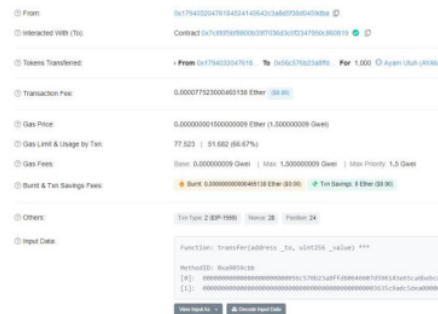 From:
Interacted With (To):
Contract
Tokens Transferred:
From 0x1794032047616... To 0x56c576b23a8ffd... For 1,000 Ayam Utuh
Transaction Fee:
0.000077523000465138 Ether ($0.00)
Gas Price:
0.000000001500000009 Ether (1.500000009 Gwei)
Gas Limit & Usage by Txn:
77,523 | 51,682 (66.67%)
Gas Fees:
Base: 0.000000009 Gwei | Max: 1.500000009 Gwei | Max Priority: 1.5 Gwei
Burnt & Txn Savings Fees:
Burnt: 0.000000000000465138 Ether ($0.00) Txn Savings: 0 Ether ($0.00)
Others:
Txn Type: 2 (EIP-1559) Nonce: 28 Position: 24
Input Data:
Function: transfer(address _to, uint256 _value) ***
MethodID: 0xa9059cbb
[0]:
[1]:
View Input As Decode Input Data